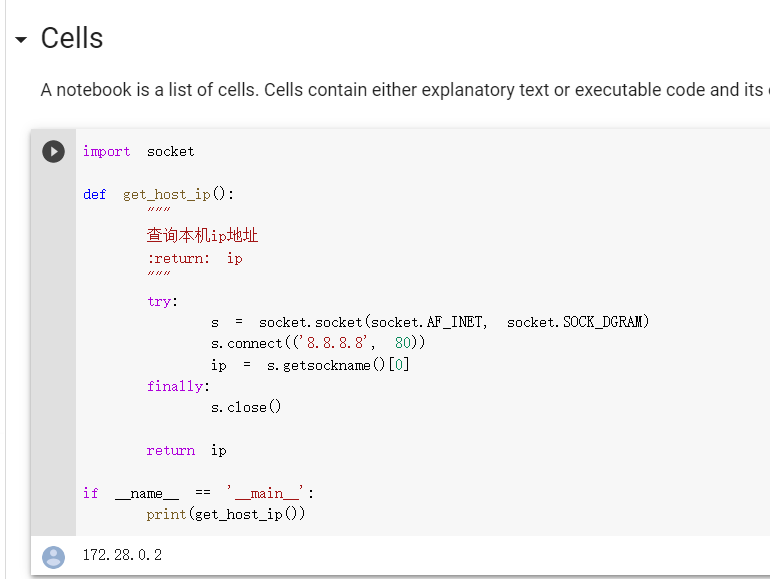 Cells
A notebook is a list of cells. Cells contain either explanatory text or executable code and its
import socket
def get_host_ip():
"""
查询本机ip地址
:return: ip
"""
try:
s = socket.socket(socket.AF_INET, socket.SOCK_DGRAM)
s.connect(('8.8.8.8', 80))
ip = s.getsockname()[0]
finally:
s.close()
return ip
if __name__ == '__main__':
print(get_host_ip())
172.28.0.2